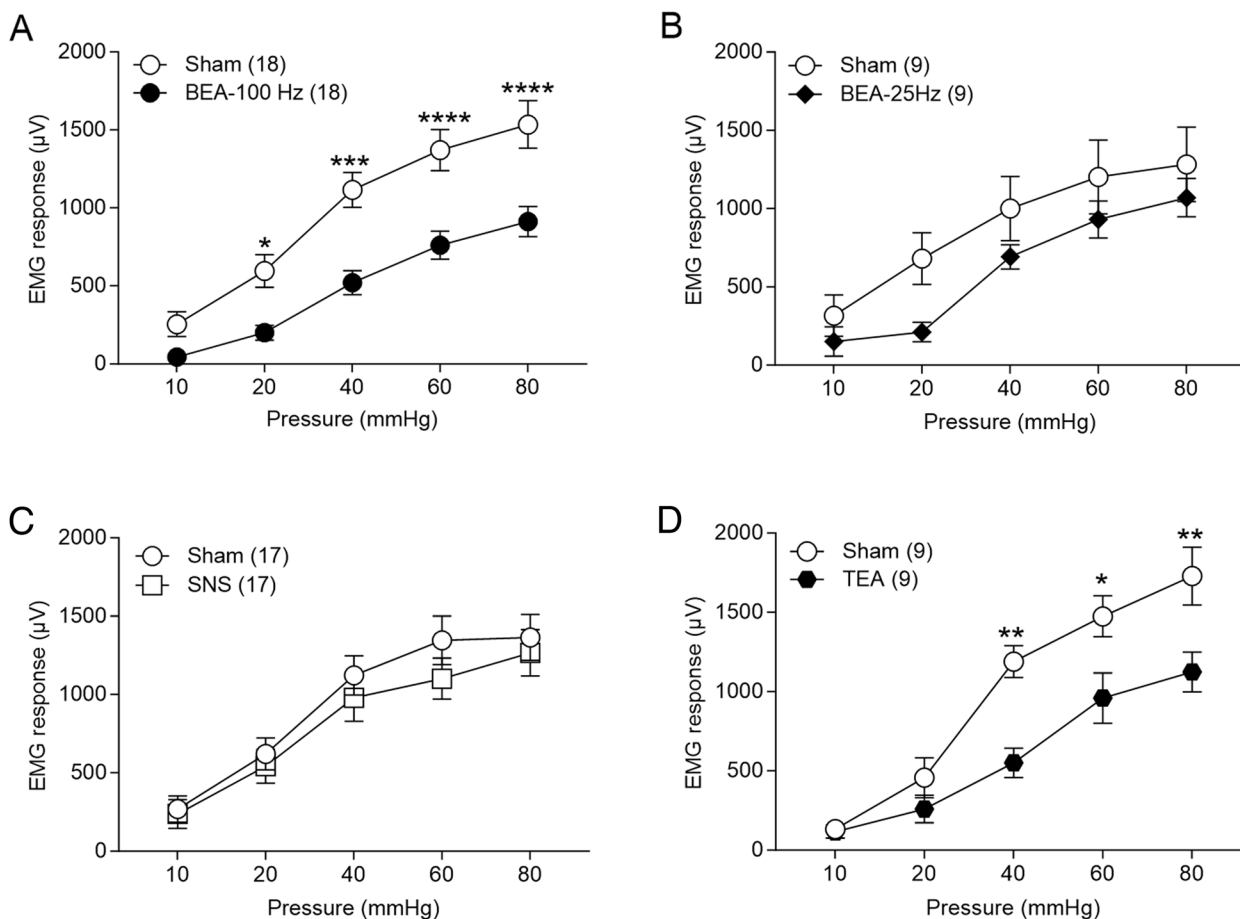 A
2000
1500
1000
500
0
EMG response (µV)
Sham (18)
BEA-100 Hz (18)
*
***
****
****
10 20 40 60 80
Pressure (mmHg)
B
2000
1500
1000
500
0
EMG response (µV)
Sham (9)
BEA-25Hz (9)
10 20 40 60 80
Pressure (mmHg)
C
2000
1500
1000
500
0
EMG response (µV)
Sham (17)
SNS (17)
10 20 40 60 80
Pressure (mmHg)
D
2000
1500
1000
500
0
EMG response (µV)
Sham (9)
TEA (9)
**
*
**
10 20 40 60 80
Pressure (mmHg)